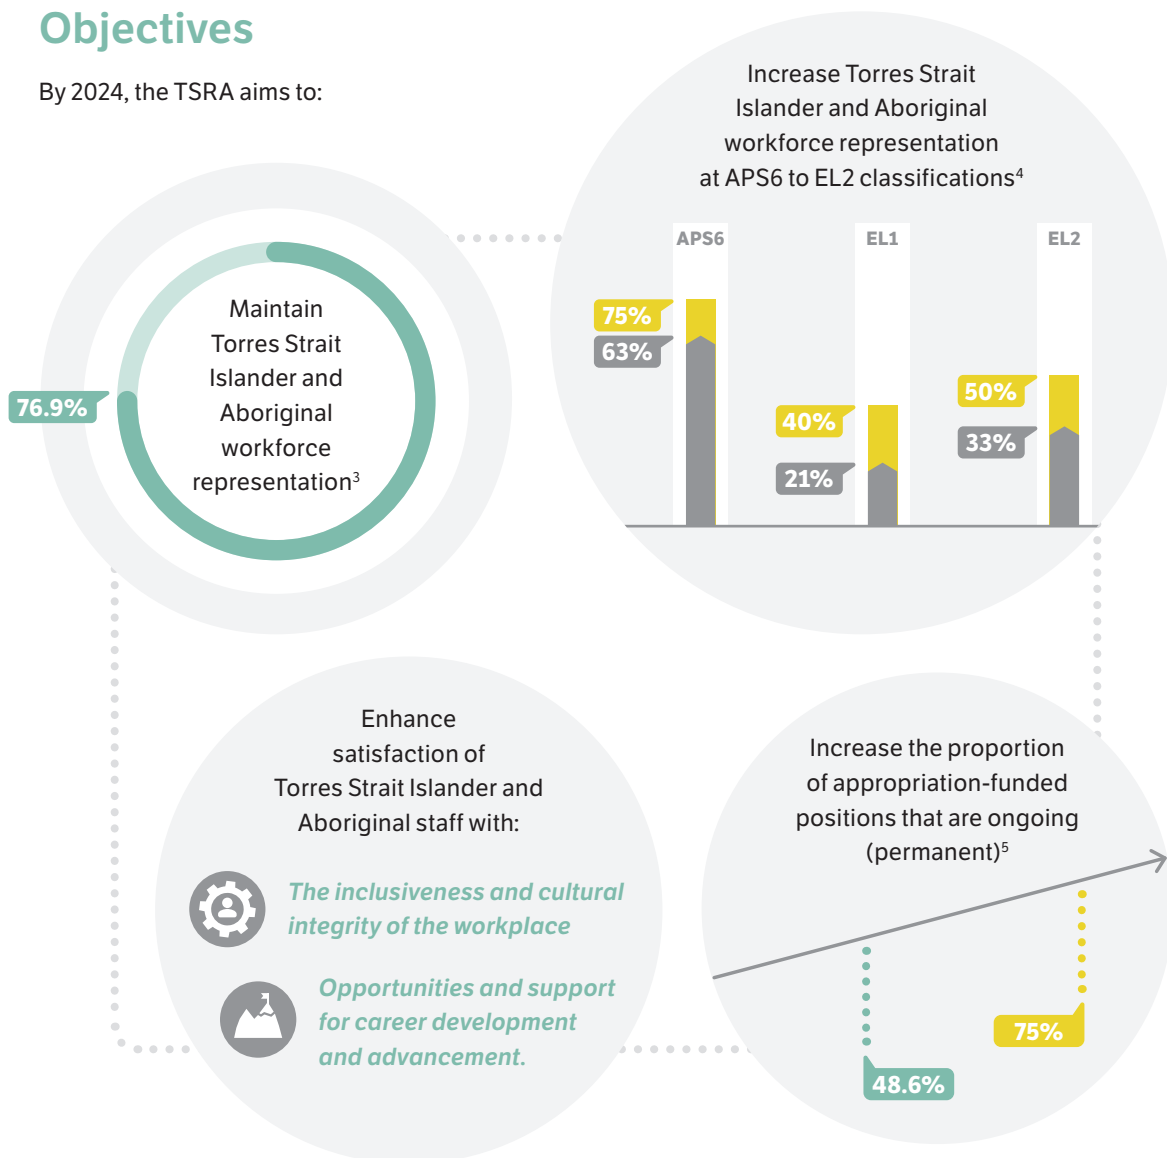 Objectives
By 2024, the TSRA aims to:
Maintain
Torres Strait
Islander and
Aboriginal
workforce
representation³
76.9%
Increase Torres Strait
Islander and Aboriginal
workforce representation
at APS6 to EL2 classifications⁴
APS6
EL1
EL2
75%
63%
40%
21%
50%
33%
Enhance
satisfaction of
Torres Strait Islander and
Aboriginal staff with:
The inclusiveness and cultural
integrity of the workplace
Opportunities and support
for career development
and advancement.
Increase the proportion
of appropriation-funded
positions that are ongoing
(permanent)⁵
48.6%
75%